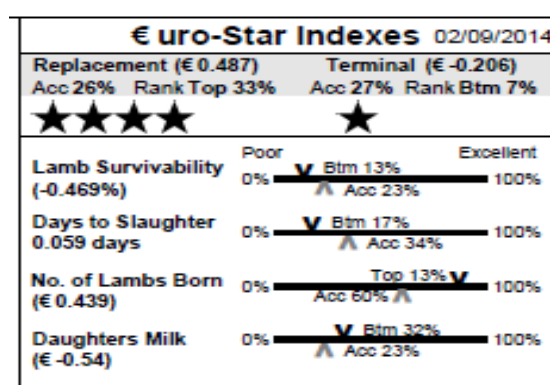 € uro-Star Indexes 02/09/2014
Replacement (€ 0.487) Terminal (€ -0.206)
Acc 26% Rank Top 33% Acc 27% Rank Btm 7%
Poor Excellent
Lamb Survivability 0% Btm 13% 100%
(-0.469%) Acc 23%
Days to Slaughter 0% Btm 17% 100%
0.059 days Acc 34%
No. of Lambs Born 0% Top 13% 100%
(€ 0.439) Acc 60%
Daughters Milk 0% Btm 32% 100%
(€ -0.54) Acc 23%